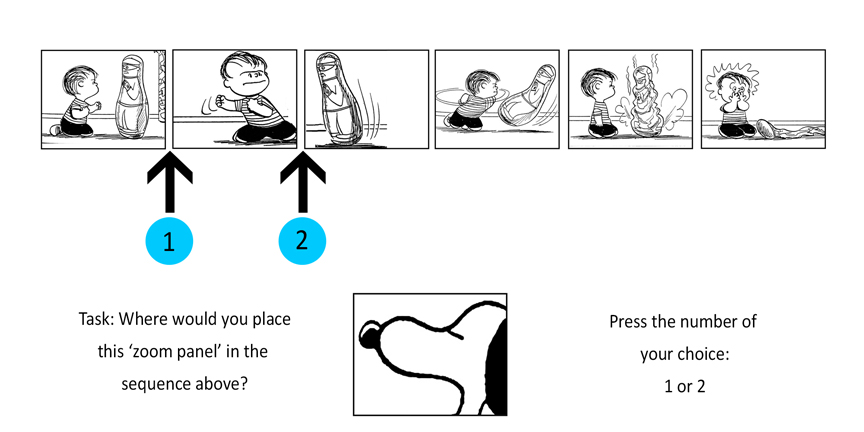 1
2
Task: Where would you place
this ‘zoom panel’ in the
sequence above?
Press the number of
your choice:
1 or 2